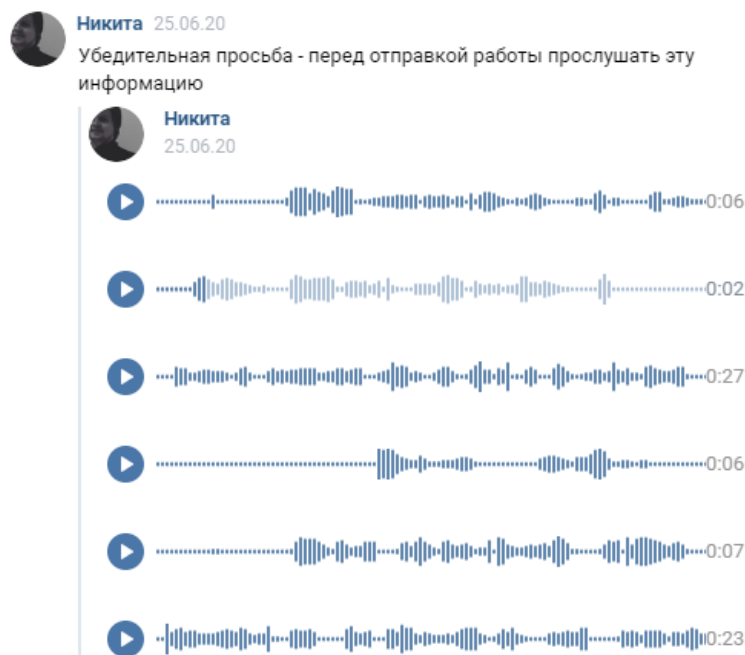 Никита 25.06.20
Убедительная просьба - перед отправкой работы прослушать эту
информацию
Никита
25.06.20
0:06
0:02
0:27
0:06
0:07
0:23